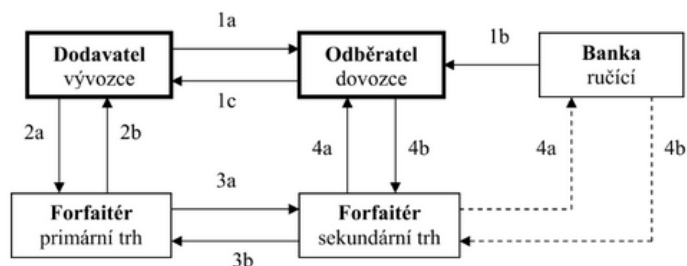 1a
Dodavatel
vývozce
Odběratel
dovozce
1b
Banka
ručící
1c
2a
2b
4a
4b
4a
4b
3a
Forfaitér
primární trh
Forfaitér
sekundární trh
3b